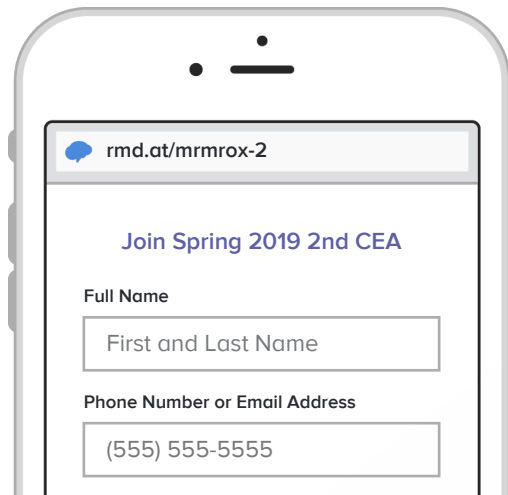 rmd.at/mrmrox-2
Join Spring 2019 2nd CEA
Full Name
First and Last Name
Phone Number or Email Address
(555) 555-5555